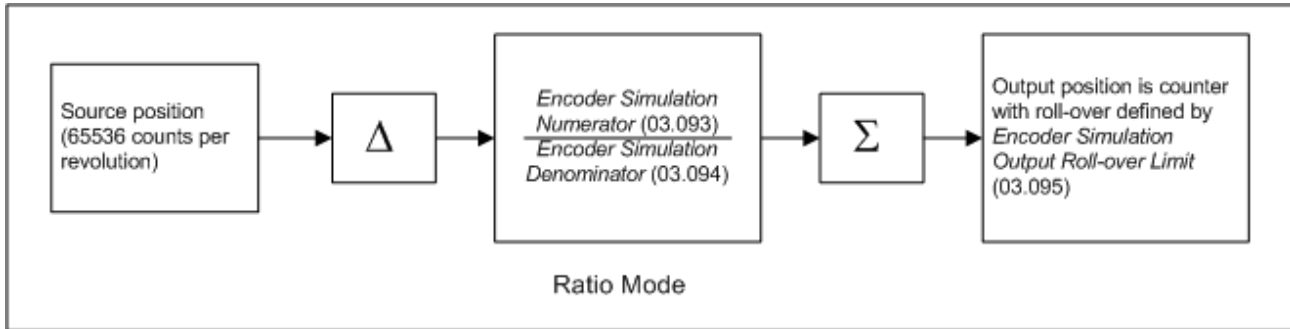 Source position
(65536 counts per
revolution)
Δ
Encoder Simulation
Numerator (03.093)
Encoder Simulation
Denominator (03.094)
Σ
Output position is counter
with roll-over defined by
Encoder Simulation
Output Roll-over Limit
(03.095)
Ratio Mode